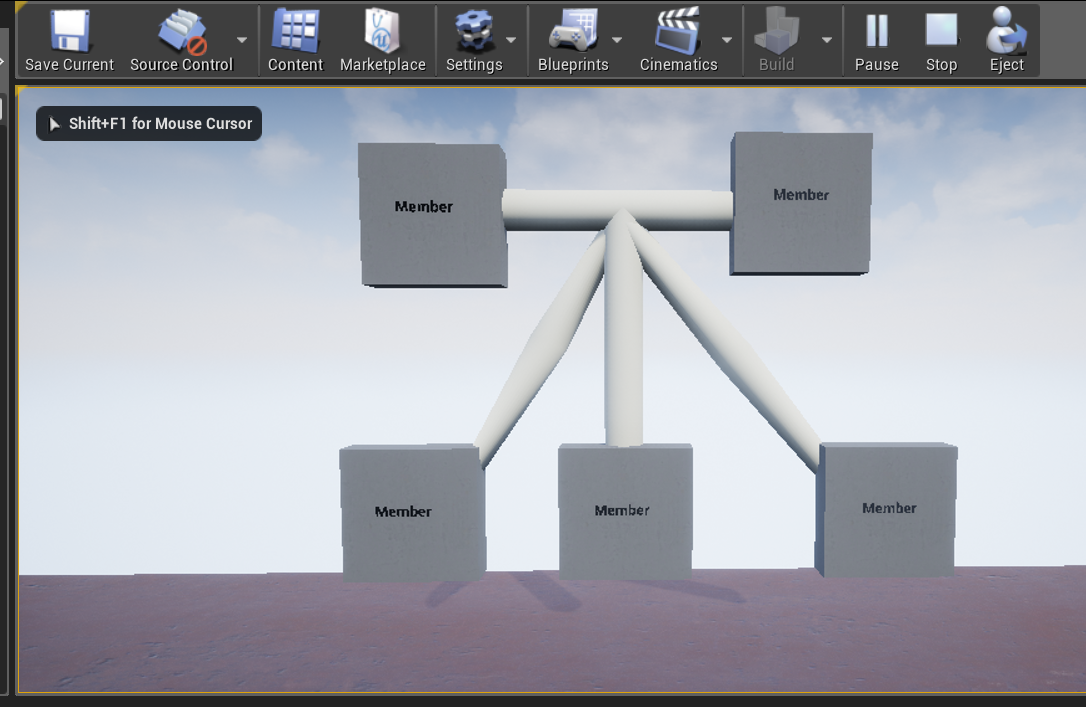 Save Current
Source Control
Content
Marketplace
Settings
Blueprints
Cinematics
Build
Pause
Stop
Eject
Shift+F1 for Mouse Cursor
Member
Member
Member
Member
Member